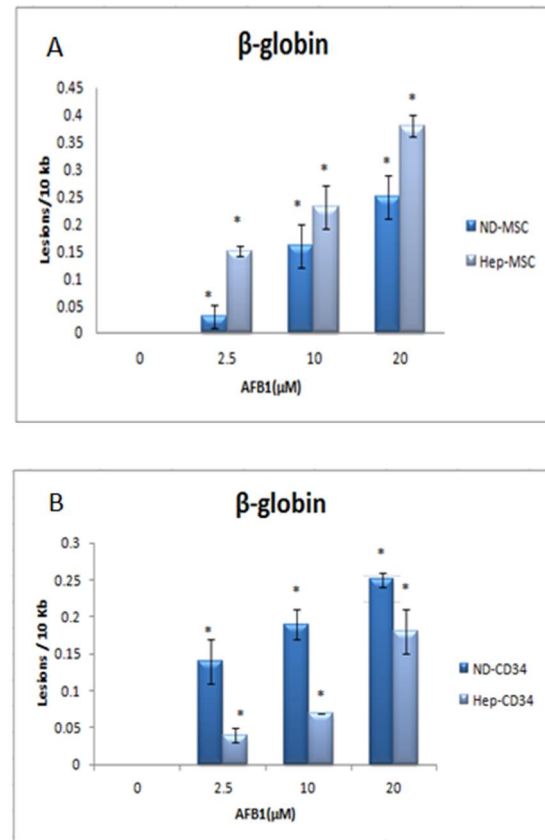 A
β-globin
Lesions/10 kb
0.45
0.4
0.35
0.3
0.25
0.2
0.15
0.1
0.05
0
* * * * * *
0 2.5 10 20
AFB1(μM)
ND-MSC
Hep-MSC
B
β-globin
Lesions / 10 Kb
0.3
0.25
0.2
0.15
0.1
0.05
0
* * * * * *
0 2.5 10 20
AFB1(μM)
ND-CD34
Hep-CD34